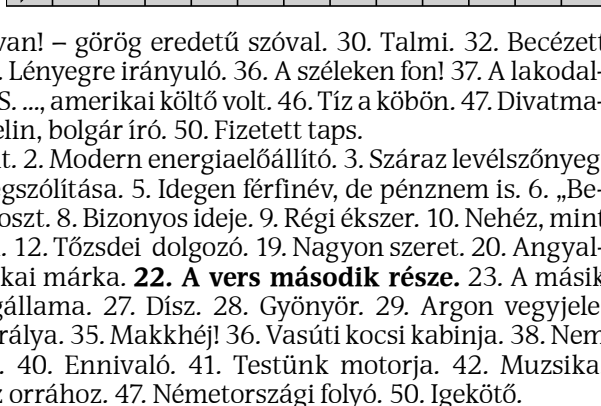 van! – görög eredetű szóval. 30. Talmi. 32. Becézett
Lényegre irányuló. 36. A széleken fon! 37. A lakodal-
S. ..., amerikai költő volt. 46. Tíz a köbön. 47. Divatma-
elin, bolgár író. 50. Fizetett taps.
t. 2. Modern energiaelőállító. 3. Száraz levélszőnyeg
egszólítása. 5. Idegen férfinév, de pénznem is. 6. „Be-
oszt. 8. Bizonyos ideje. 9. Régi ékszer. 10. Nehéz, mint
. 12. Tőzsdei dolgozó. 19. Nagyon szeret. 20. Angyal-
kai márka. 22. A vers második része. 23. A másik
gállama. 27. Dísz. 28. Gyönyör. 29. Argon vegyjele
rálya. 35. Makkhéj! 36. Vasúti kocsi kabinja. 38. Nem
. 40. Ennivaló. 41. Testünk motorja. 42. Muzsika
z orrához. 47. Németországi folyó. 50. Igekötő.